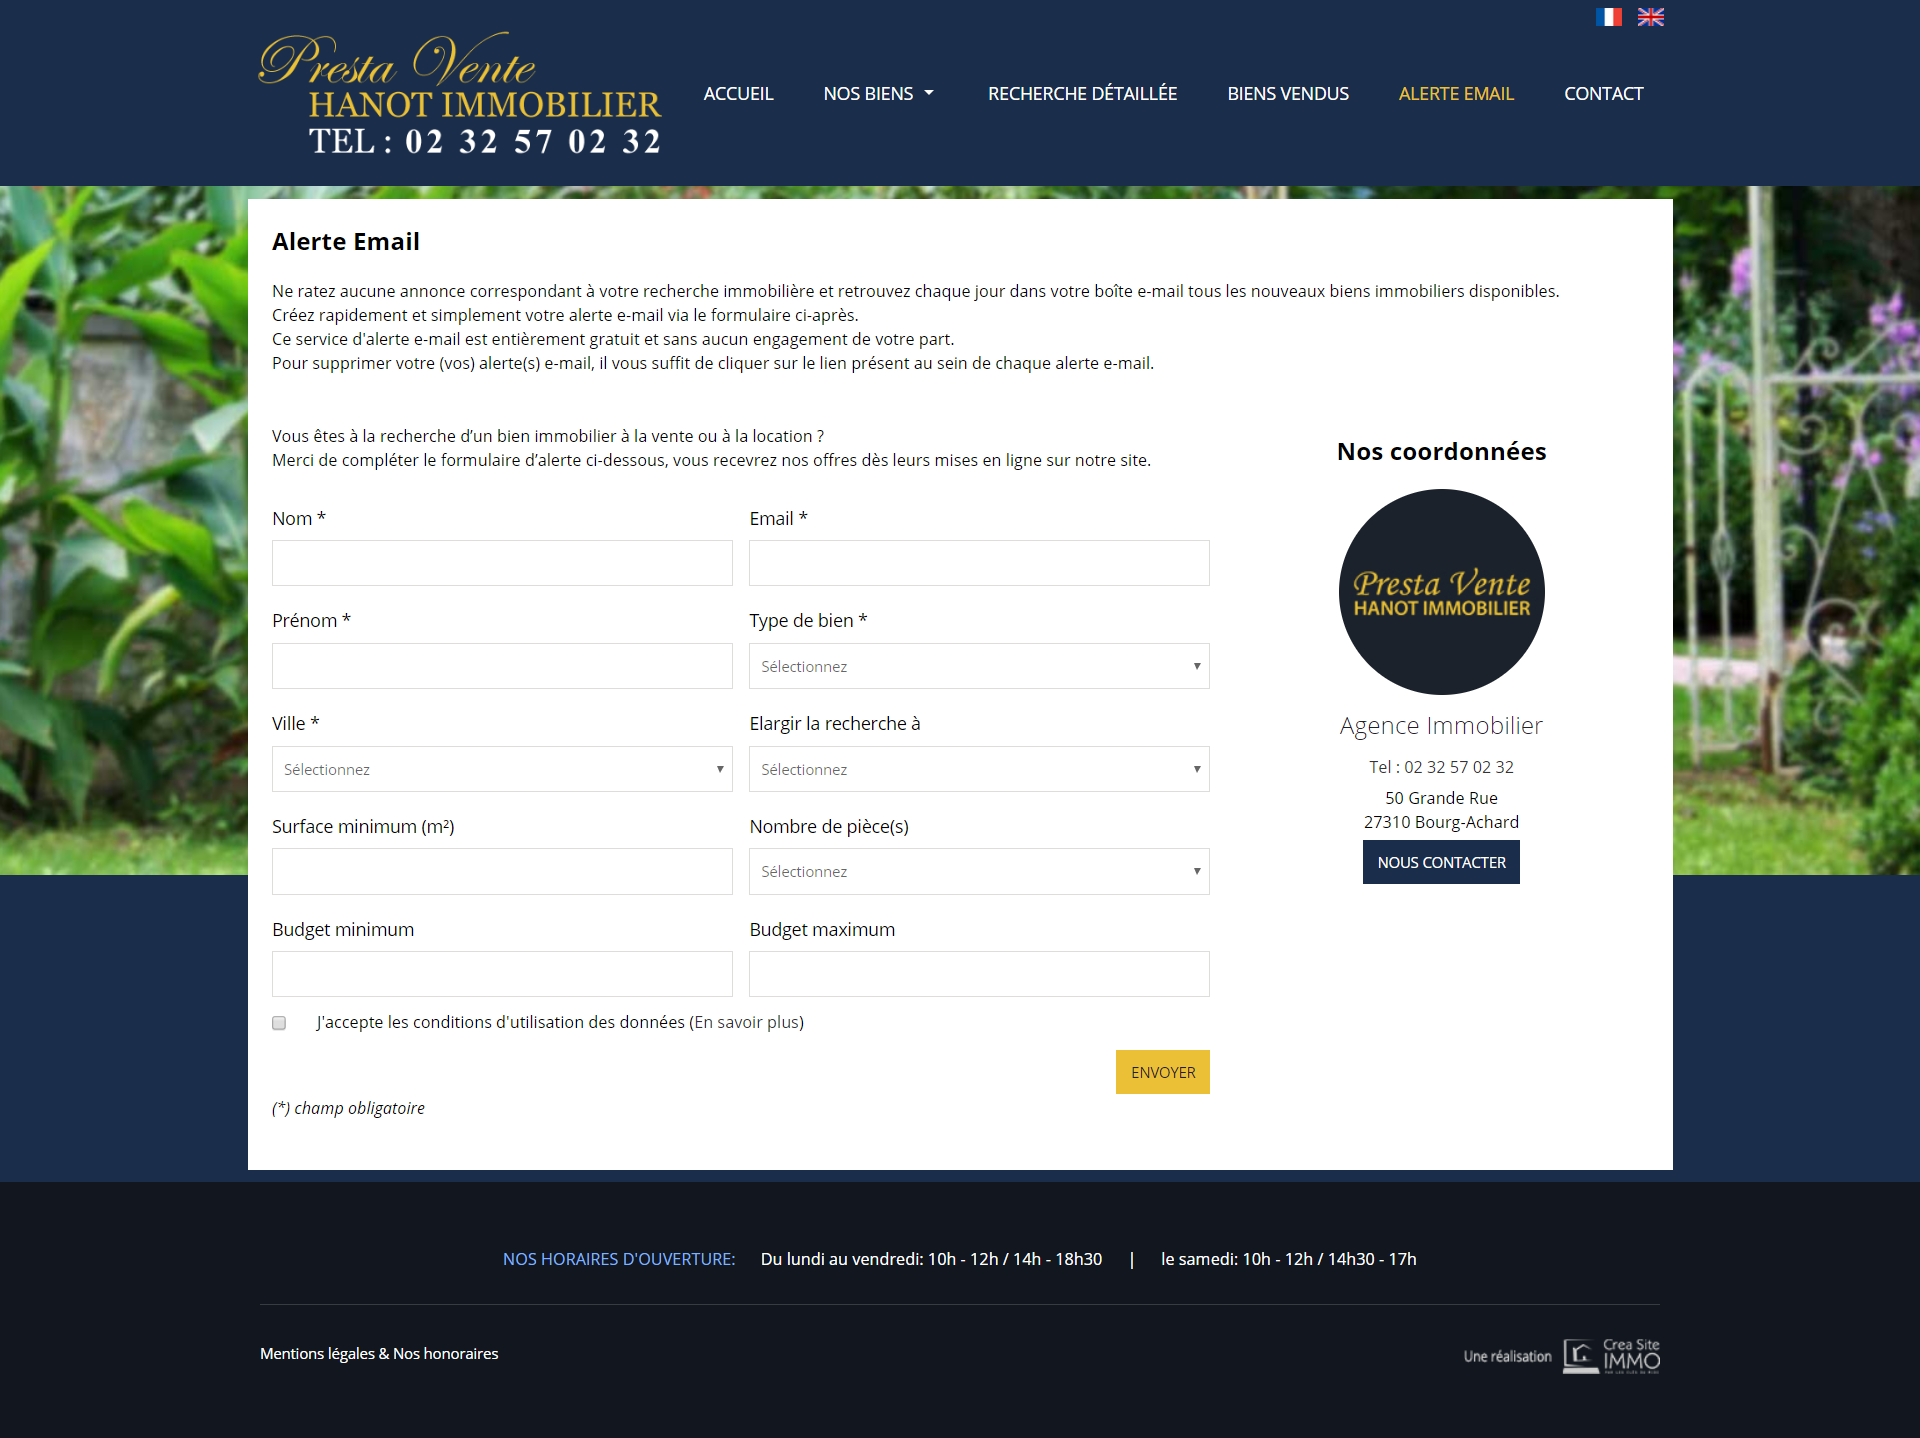 Presta Vente
HANOT IMMOBILIER
TEL : 02 32 57 02 32
ACCUEIL
NOS BIENS
RECHERCHE DÉTAILLÉE
BIENS VENDUS
ALERTE EMAIL
CONTACT
Alerte Email
Ne ratez aucune annonce correspondant à votre recherche immobilière et retrouvez chaque jour dans votre boîte e-mail tous les nouveaux biens immobiliers disponibles.
Créez rapidement et simplement votre alerte e-mail via le formulaire ci-après.
Ce service d'alerte e-mail est entièrement gratuit et sans aucun engagement de votre part.
Pour supprimer votre (vos) alerte(s) e-mail, il vous suffit de cliquer sur le lien présent au sein de chaque alerte e-mail.
Vous êtes à la recherche d’un bien immobilier à la vente ou à la location ?
Merci de compléter le formulaire d’alerte ci-dessous, vous recevrez nos offres dès leurs mises en ligne sur notre site.
Nom *
Email *
Prénom *
Type de bien *
Sélectionnez
Ville *
Elargir la recherche à
Sélectionnez
Sélectionnez
Surface minimum (m²)
Nombre de pièce(s)
Sélectionnez
Budget minimum
Budget maximum
J'accepte les conditions d'utilisation des données (En savoir plus)
ENVOYER
(*) champ obligatoire
Nos coordonnées
Presta Vente
HANOT IMMOBILIER
Agence Immobilier
Tel : 02 32 57 02 32
50 Grande Rue
27310 Bourg-Achard
NOUS CONTACTER
NOS HORAIRES D'OUVERTURE: Du lundi au vendredi: 10h - 12h / 14h - 18h30 | le samedi: 10h - 12h / 14h30 - 17h
Mentions légales & Nos honoraires
Une réalisation
Crea Site
IMMO